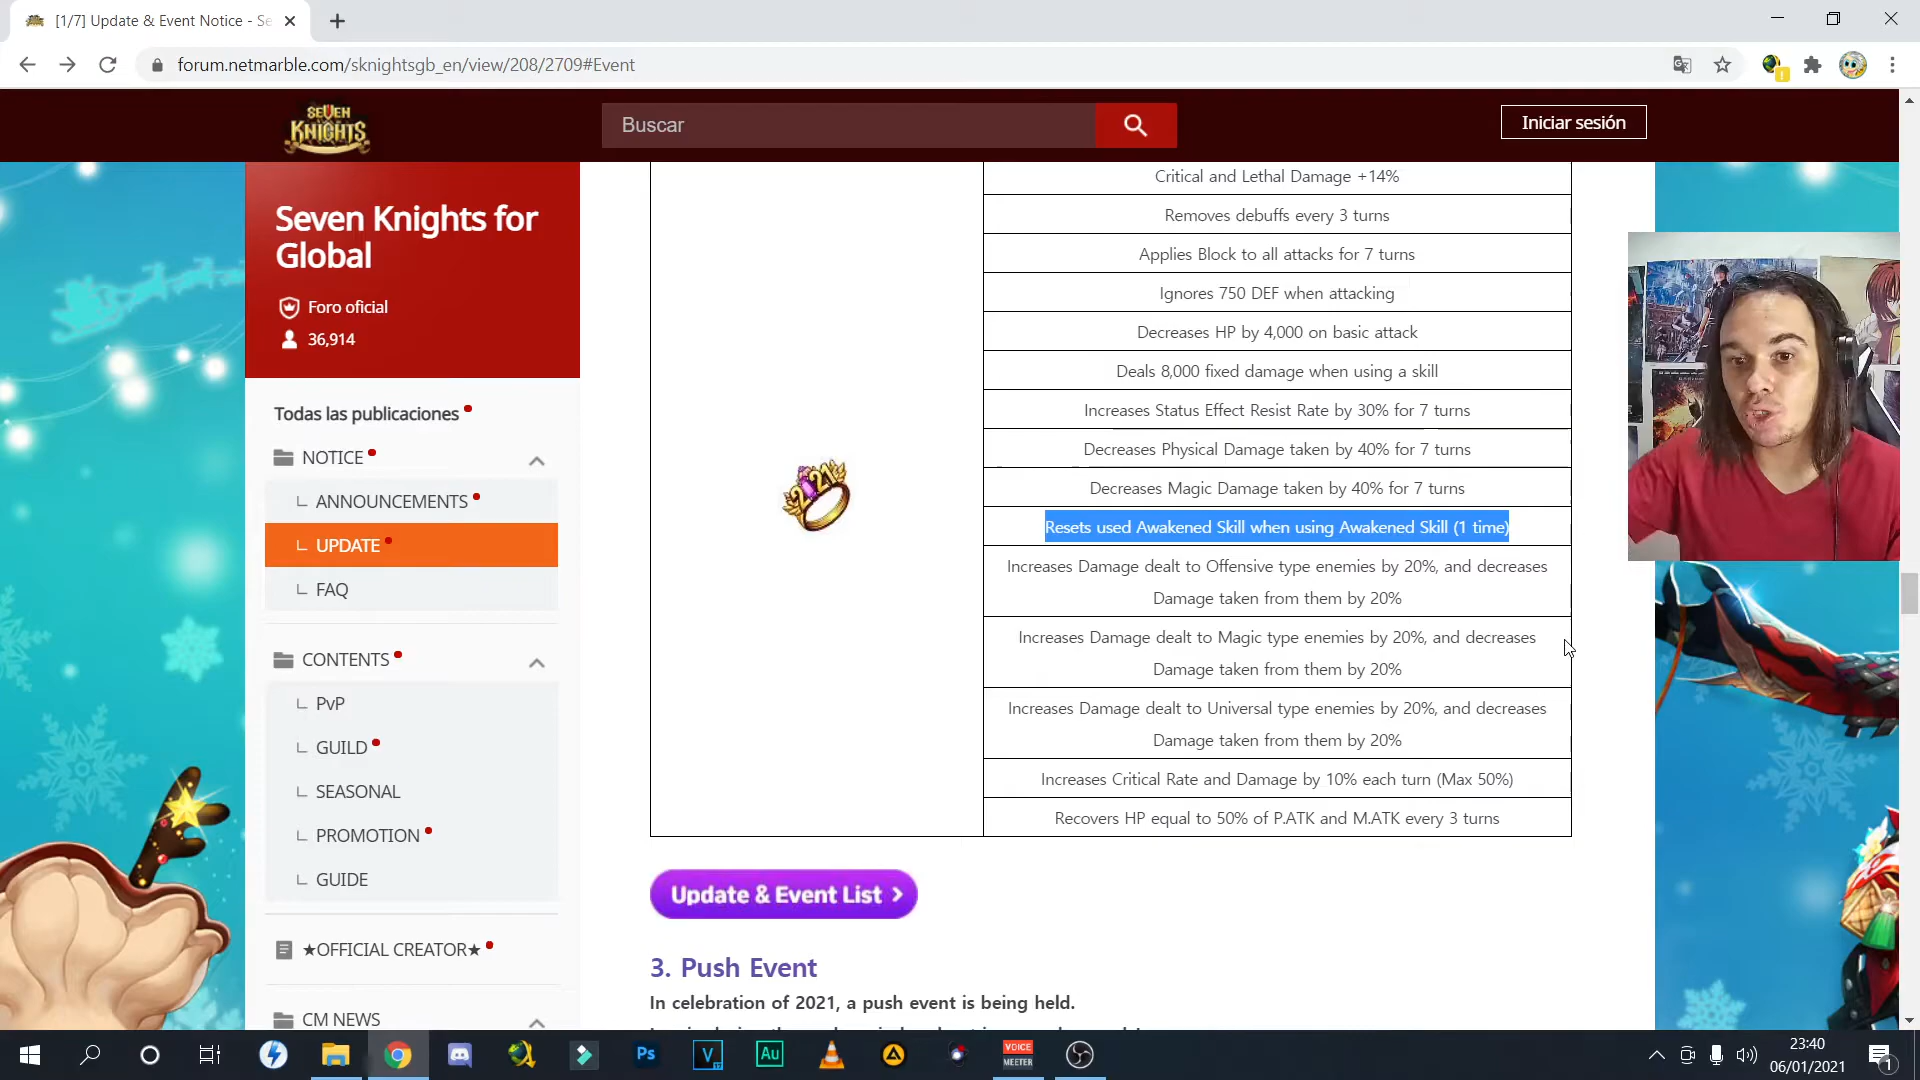 [1/7] Update & Event Notice - Se
forum.netmarble.com/sknightsgb_en/view/208/2709#Event
SEVEN
KNIGHTS
Buscar
Iniciar sesión
Seven Knights for
Global
Foro oficial
36,914
Todas las publicaciones
NOTICE
ANNOUNCEMENTS
UPDATE
FAQ
CONTENTS
PvP
GUILD
SEASONAL
PROMOTION
GUIDE
★OFFICIAL CREATOR★
CM NEWS
Critical and Lethal Damage +14%
Removes debuffs every 3 turns
Applies Block to all attacks for 7 turns
Ignores 750 DEF when attacking
Decreases HP by 4,000 on basic attack
Deals 8,000 fixed damage when using a skill
Increases Status Effect Resist Rate by 30% for 7 turns
Decreases Physical Damage taken by 40% for 7 turns
Decreases Magic Damage taken by 40% for 7 turns
Resets used Awakened Skill when using Awakened Skill (1 time)
Increases Damage dealt to Offensive type enemies by 20%, and decreases
Damage taken from them by 20%
Increases Damage dealt to Magic type enemies by 20%, and decreases
Damage taken from them by 20%
Increases Damage dealt to Universal type enemies by 20%, and decreases
Damage taken from them by 20%
Increases Critical Rate and Damage by 10% each turn (Max 50%)
Recovers HP equal to 50% of P.ATK and M.ATK every 3 turns
2021
Update & Event List >
3. Push Event
In celebration of 2021, a push event is being held.
Ps
V
Au
VOICE
MEETER
23:40
06/01/2021
1